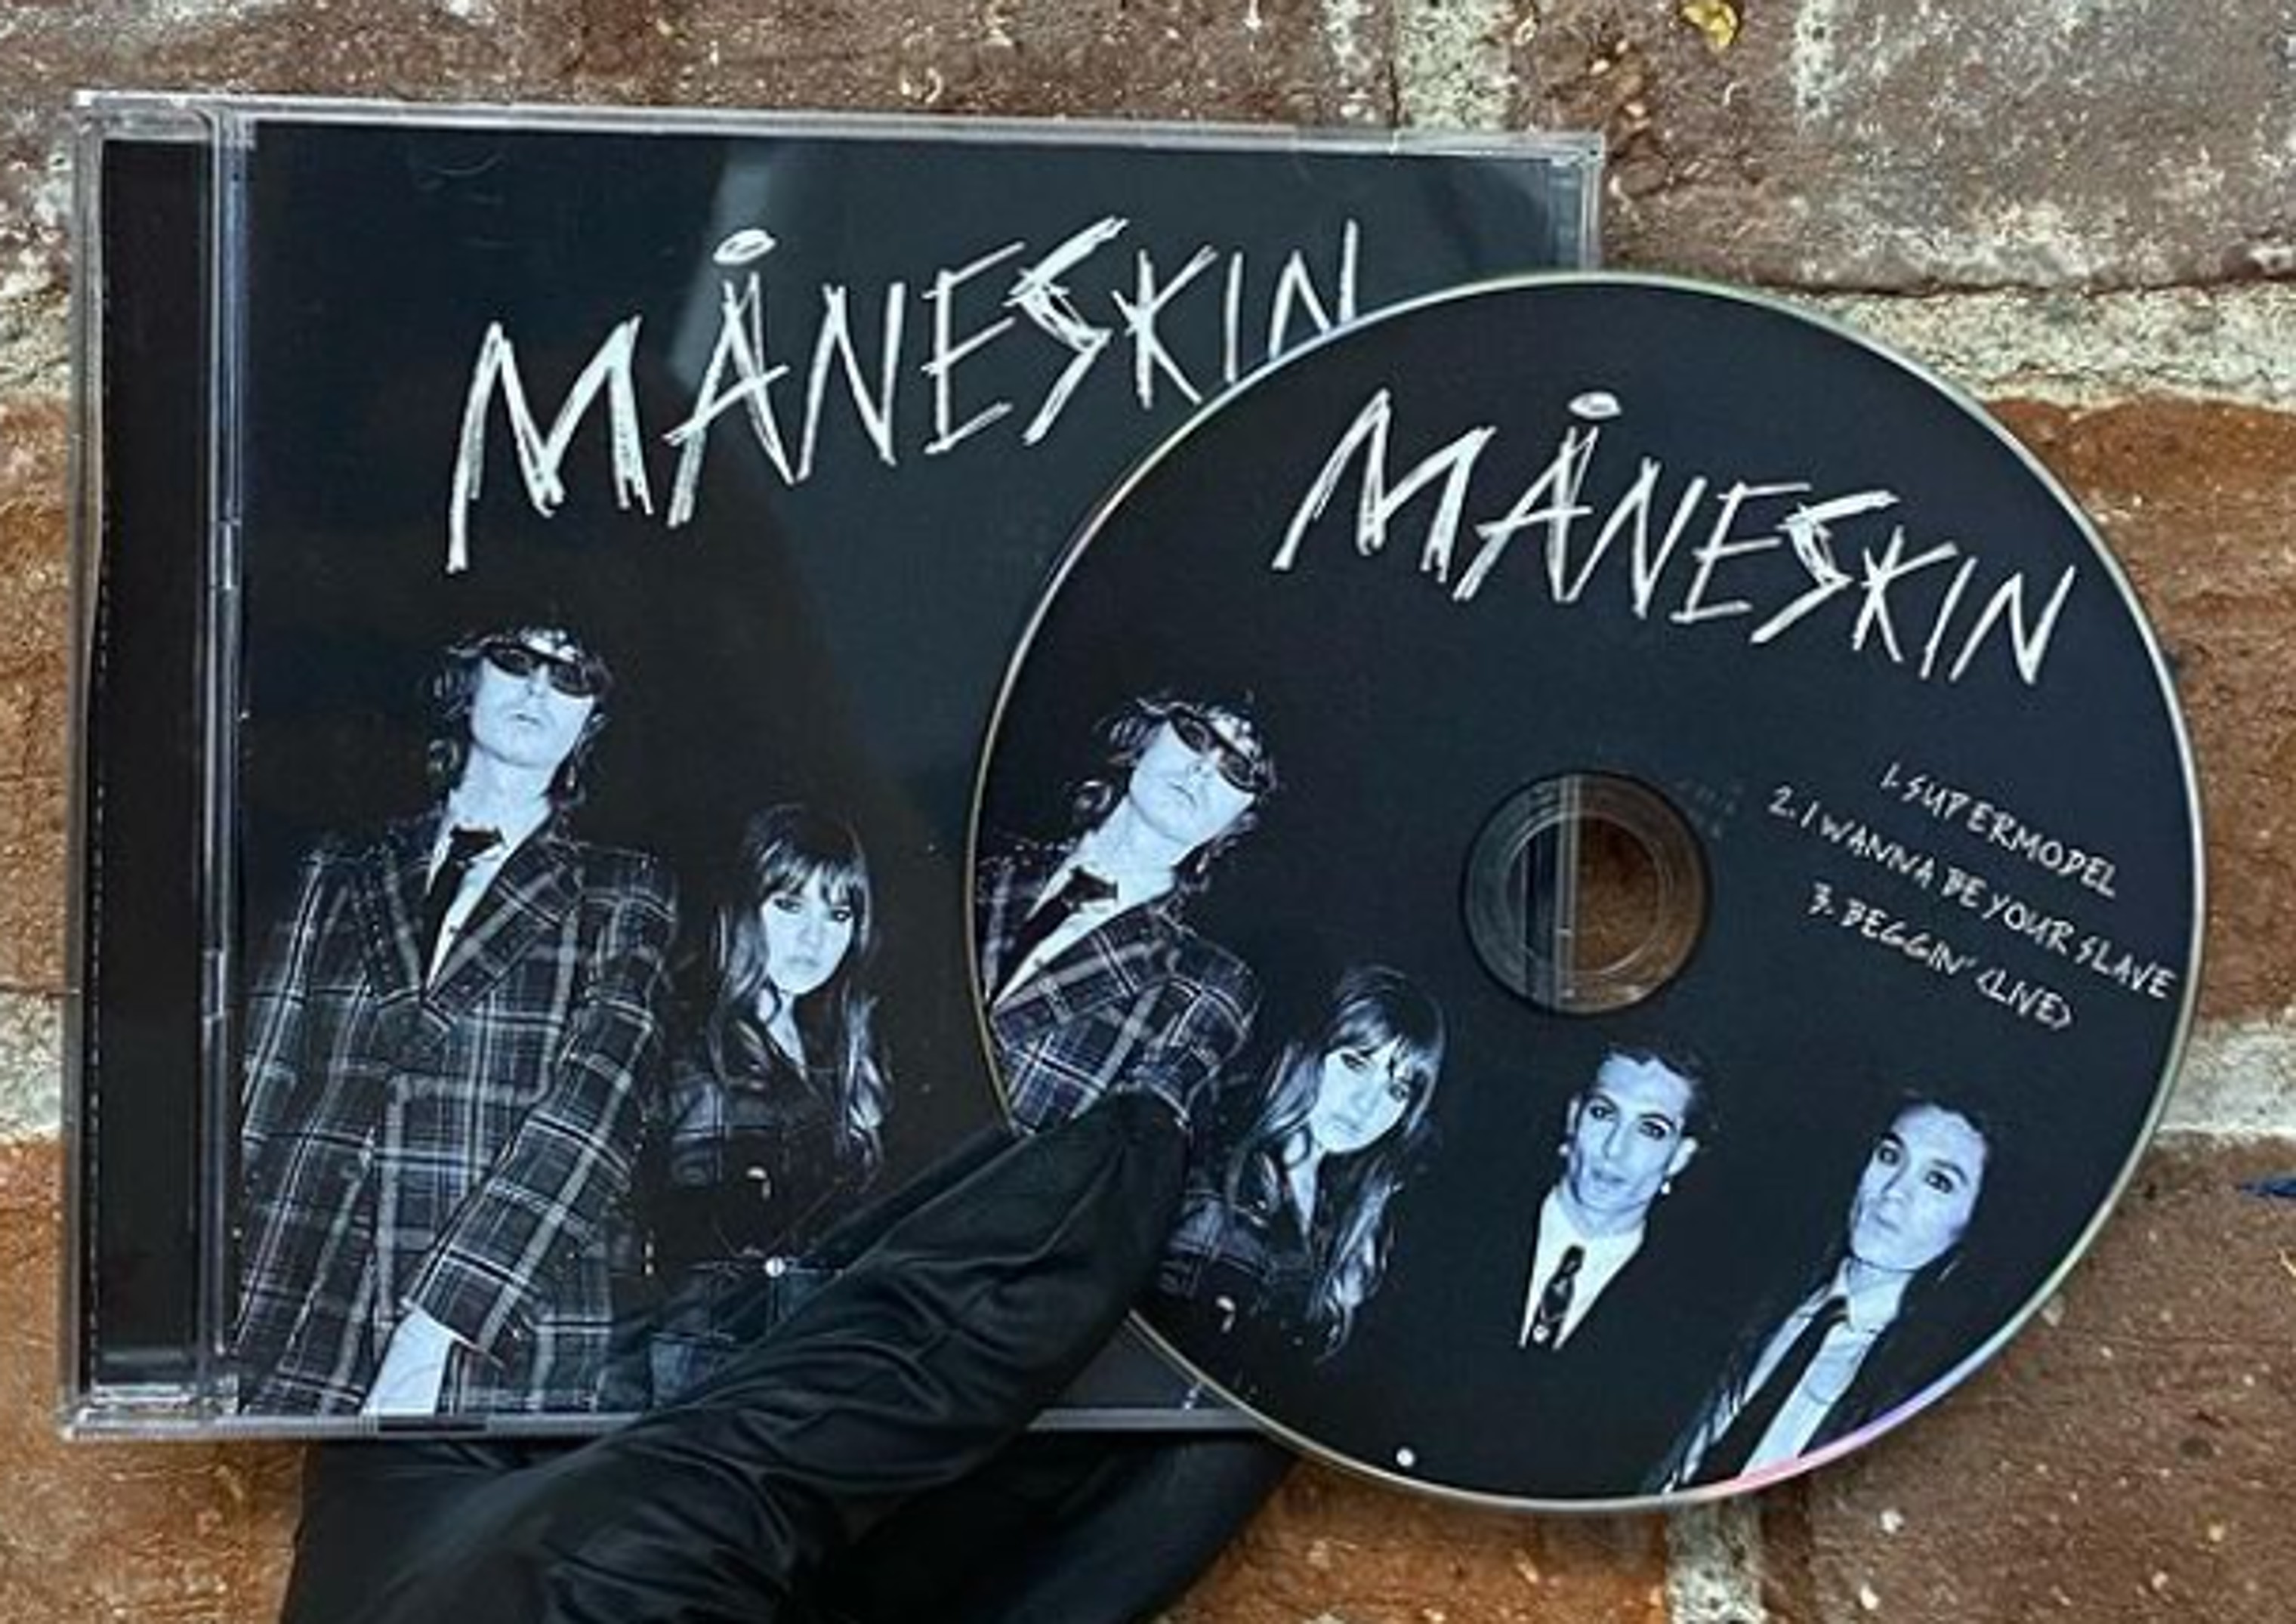 MÅNESKIN
MÅNESKIN
1. SUPERMODEL
2. I WANNA BE YOUR SLAVE
3. BEGGIN' <LIVE>